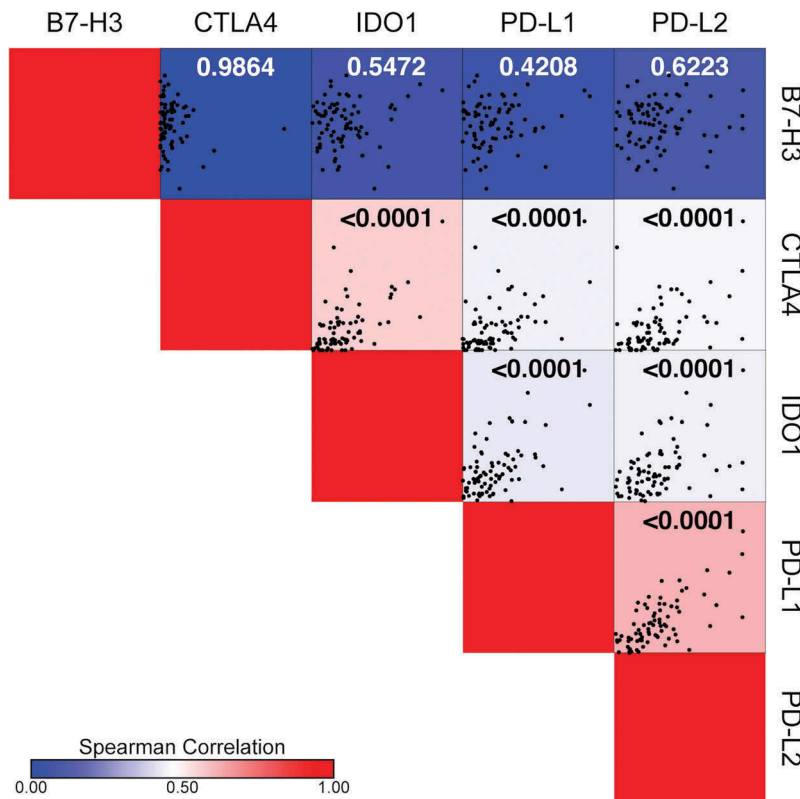 B7-H3 CTLA4 IDO1 PD-L1 PD-L2
0.9864 0.5472 0.4208 0.6223 B7-H3
<0.0001 <0.0001 <0.0001 CTLA4
<0.0001 <0.0001 IDO1
<0.0001 PD-L1
PD-L2
Spearman Correlation
0.00 0.50 1.00